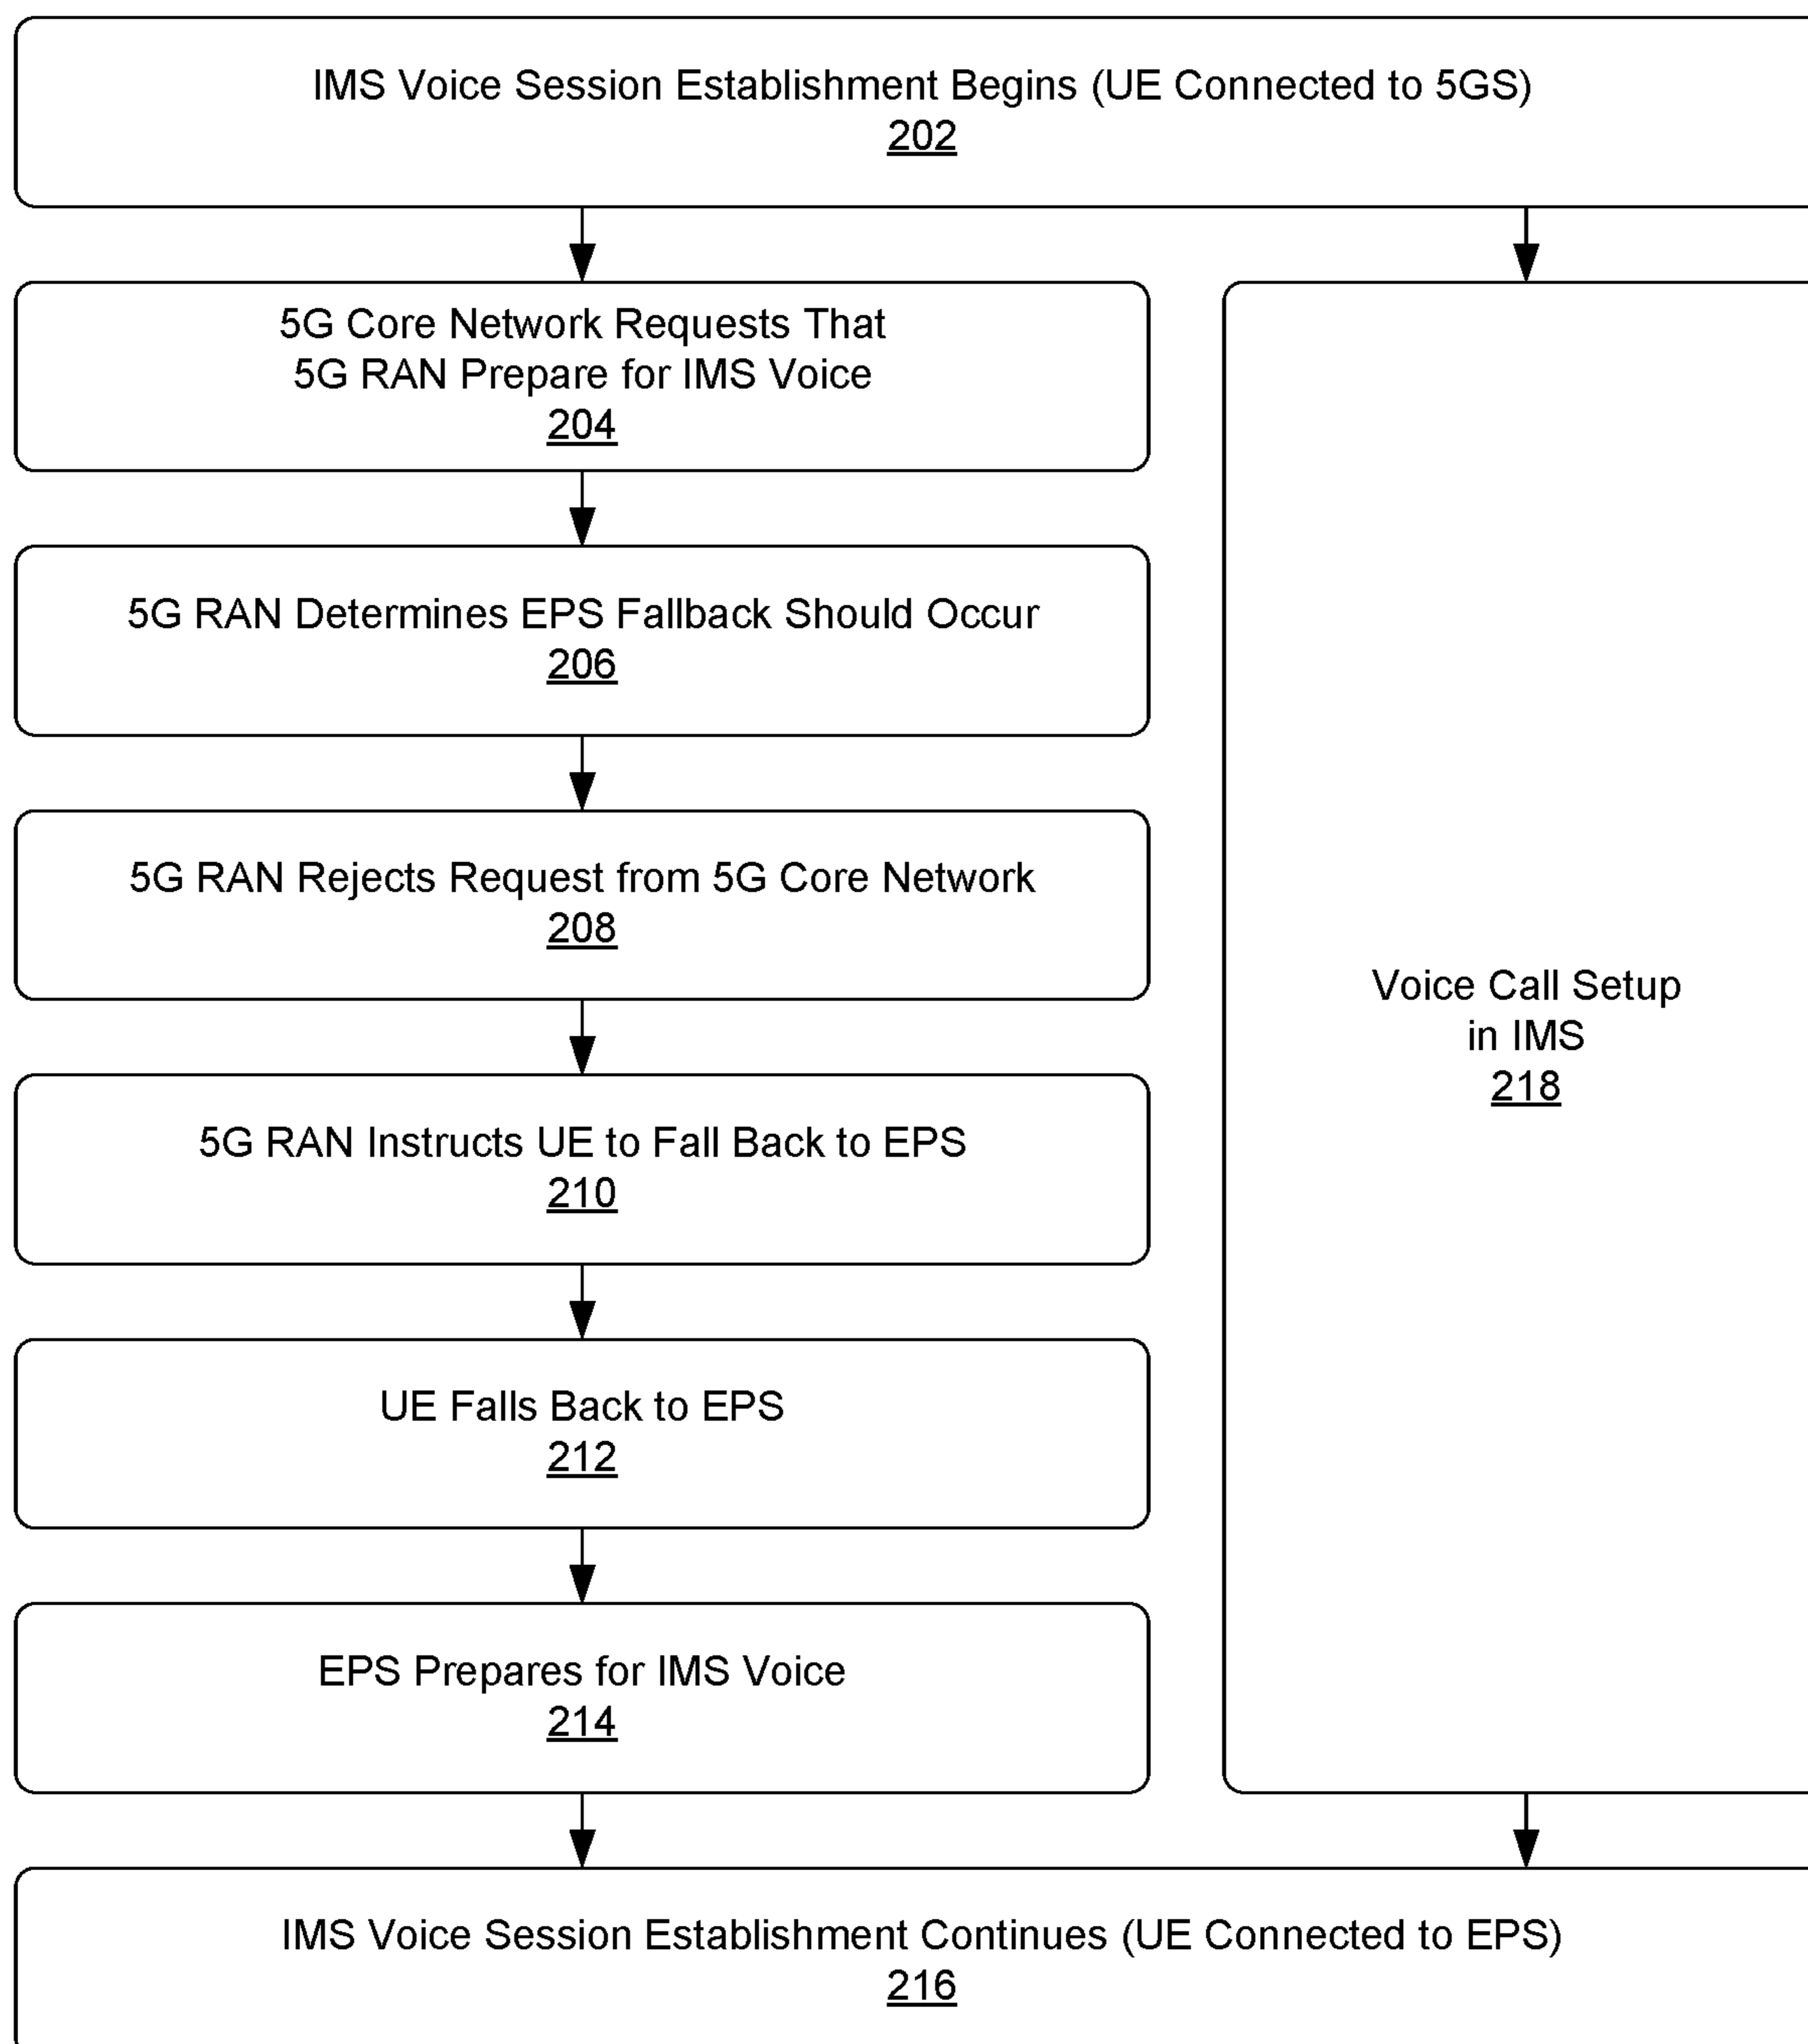 IMS Voice Session Establishment Begins (UE Connected to 5GS)
202
5G Core Network Requests That
5G RAN Prepare for IMS Voice
204
5G RAN Determines EPS Fallback Should Occur
206
5G RAN Rejects Request from 5G Core Network
208
5G RAN Instructs UE to Fall Back to EPS
210
UE Falls Back to EPS
212
EPS Prepares for IMS Voice
214
Voice Call Setup
in IMS
218
IMS Voice Session Establishment Continues (UE Connected to EPS)
216